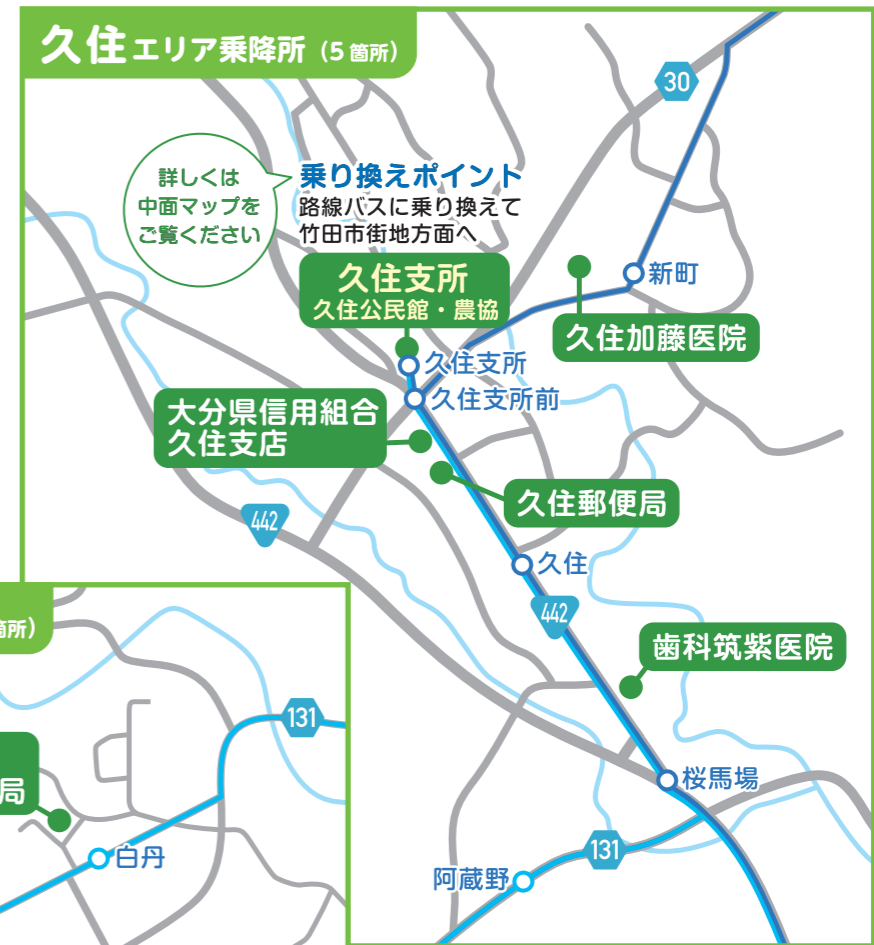 久住エリア乗降所（5箇所）
30
詳しくは
中面マップを
ご覧ください
乗り換えポイント
路線バスに乗り換えて
竹田市街地方面へ
久住支所
久住公民館・農協
新町
久住加藤医院
久住支所
久住支所前
大分県信用組合
久住支店
久住郵便局
442
久住
442
歯科筑紫医院
桜馬場
131
阿蔵野
箇所）
131
局
白丹